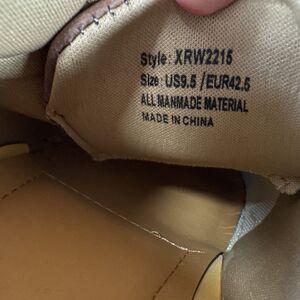 Style: XRW2215
Size: US9.5 /EUR42.5
ALL MANMADE MATERIAL
MADE IN CHINA